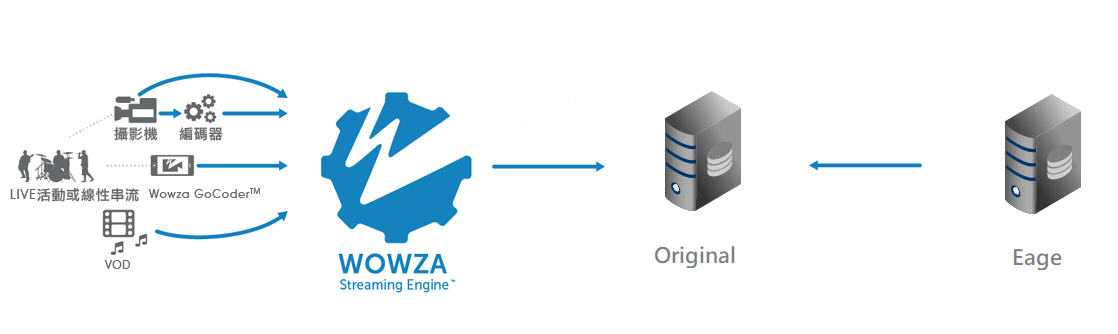 攝影機
編碼器
LIVE活動或線性串流
Wowza GoCoder™
VOD
WOWZA
Streaming Engine™
Original
Eage